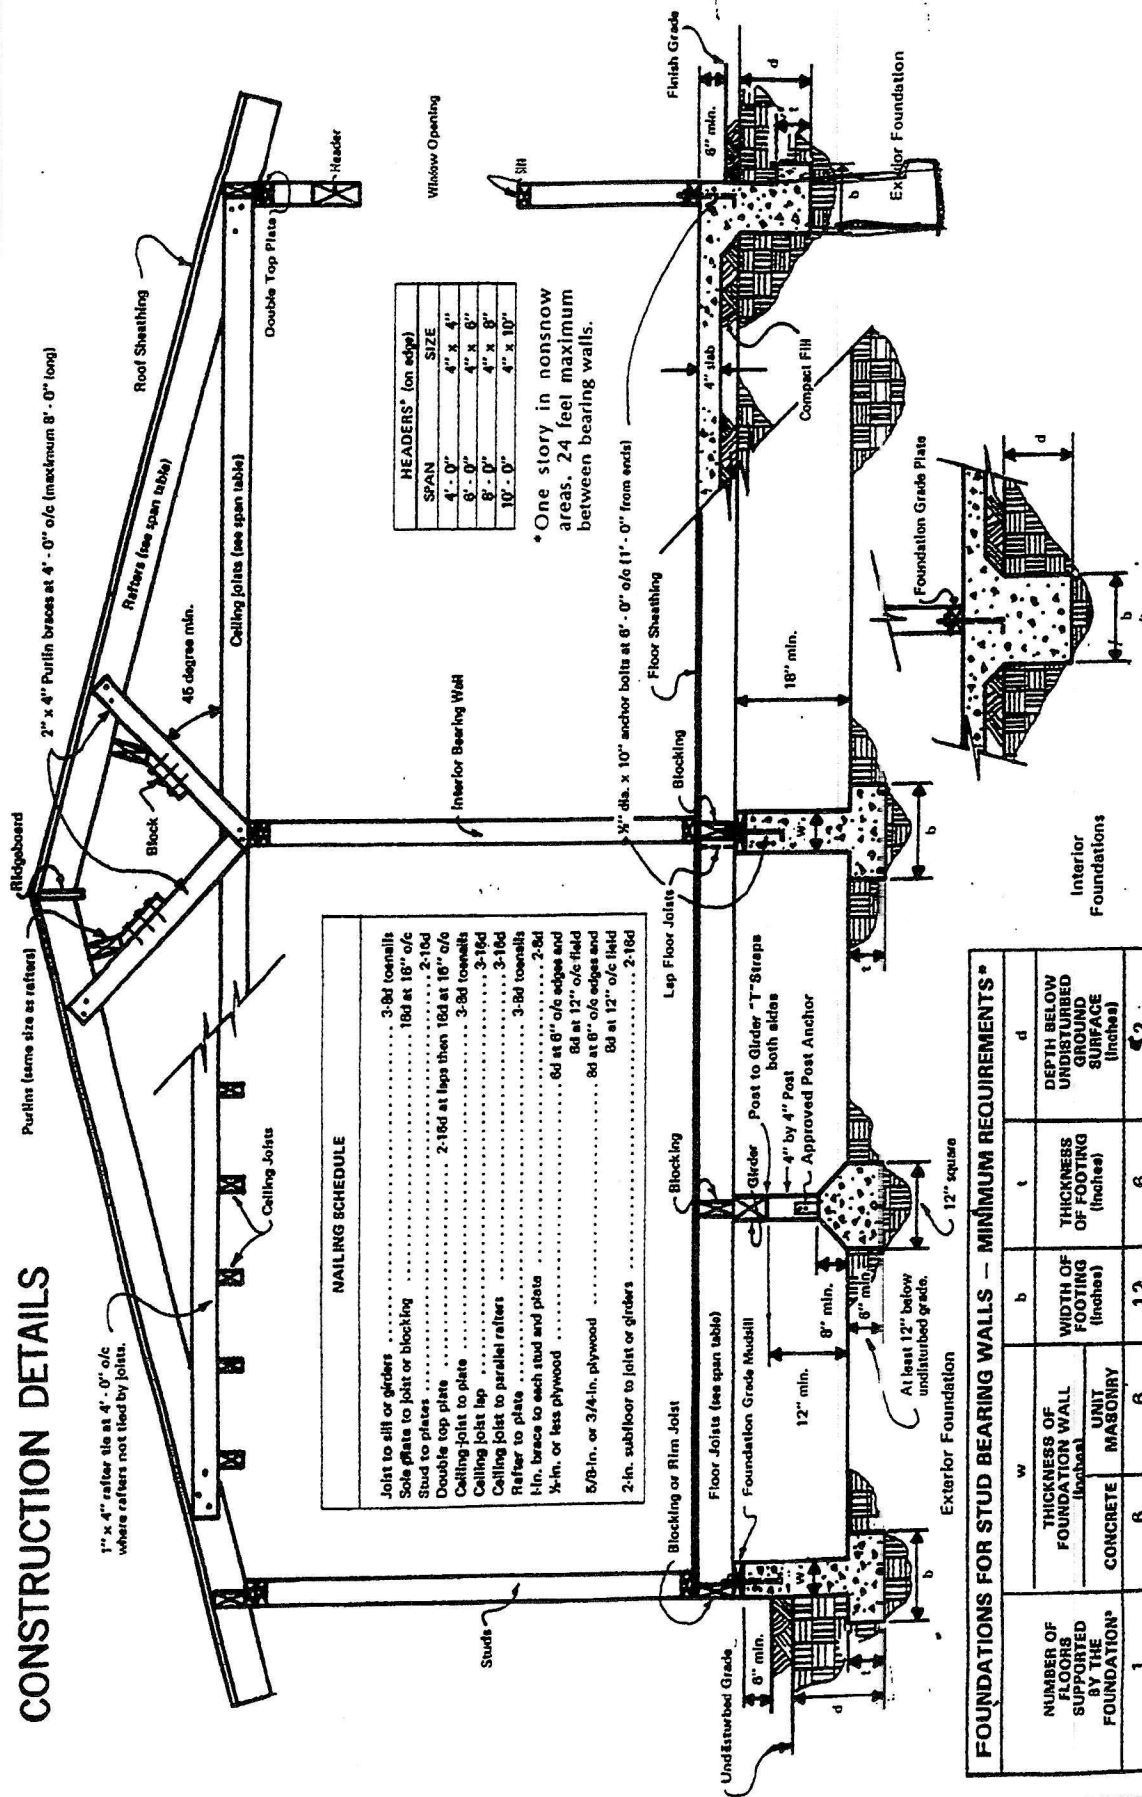 CONSTRUCTION DETAILS
1" x 4" rafter tie at 4' - 0" o/c
where rafters not tied by joists.
Purlins (same size as rafters)
Ridgeboard
2" x 4" Purlin braces at 4' - 0" o/c (maximum 8' - 0" long)
Roof Sheathing
Rafters (see span table)
Block
45 degree min.
Ceiling joists (see span table)
Ceiling Joists
Double Top Plate
Header
Window Opening
Sill
Studs
Interior Bearing Wall
NAILING SCHEDULE
Joist to sill or girders 3-8d toenails
Sole plate to joist or blocking 16d at 16" o/c
Stud to plates 2-16d
Double top plate 2-16d at laps then 16d at 16" o/c
Ceiling-joist to plate 3-8d toenails
Ceiling joist lap 3-16d
Ceiling joist to parallel rafters 3-16d
Rafter to plate 3-8d toenails
1-in. brace to each stud and plate 2-8d
½-in. or less plywood 6d at 6" o/c edges and
6d at 12" o/c field
5/8-in. or 3/4-in. plywood 8d at 6" o/c edges and
8d at 12" o/c field
2-in. subfloor to joist or girders 2-16d
HEADERS* (on edge)
SPAN SIZE
4' - 0" 4" x 4"
6' - 0" 4" x 6"
8' - 0" 4" x 8"
10' - 0" 4" x 10"
*One story in nonsnow
areas. 24 feet maximum
between bearing walls.
½" dia. x 10" anchor bolts at 6' - 0" o/c (1' - 0" from ends)
Blocking or Rim Joist
Blocking
Lap Floor Joists
Blocking
Floor Sheathing
Floor Joists (see span table)
Foundation Grade Mudsill
Girder
Post to Girder "T" Straps
both sides
4" by 4" Post
Approved Post Anchor
4" slab
Compact Fill
6" min.
Finish Grade
d
t
b
Exterior Foundation
Undisturbed Grade
8" min.
d
t
w
b
12" min.
8" min.
6" min.
At least 12" below
undisturbed grade.
12" square
Exterior Foundation
w
t
b
18" min.
Interior
Foundations
Foundation Grade Plate
d
b
FOUNDATIONS FOR STUD BEARING WALLS — MINIMUM REQUIREMENTS*
NUMBER OF
FLOORS
SUPPORTED
BY THE
FOUNDATION³
w
THICKNESS OF
FOUNDATION WALL
(Inches)
CONCRETE
UNIT
MASONRY
b
WIDTH OF
FOOTING
(Inches)
t
THICKNESS
OF FOOTING
(Inches)
d
DEPTH BELOW
UNDISTURBED
GROUND
SURFACE
(Inches)
1 6 6 12 6